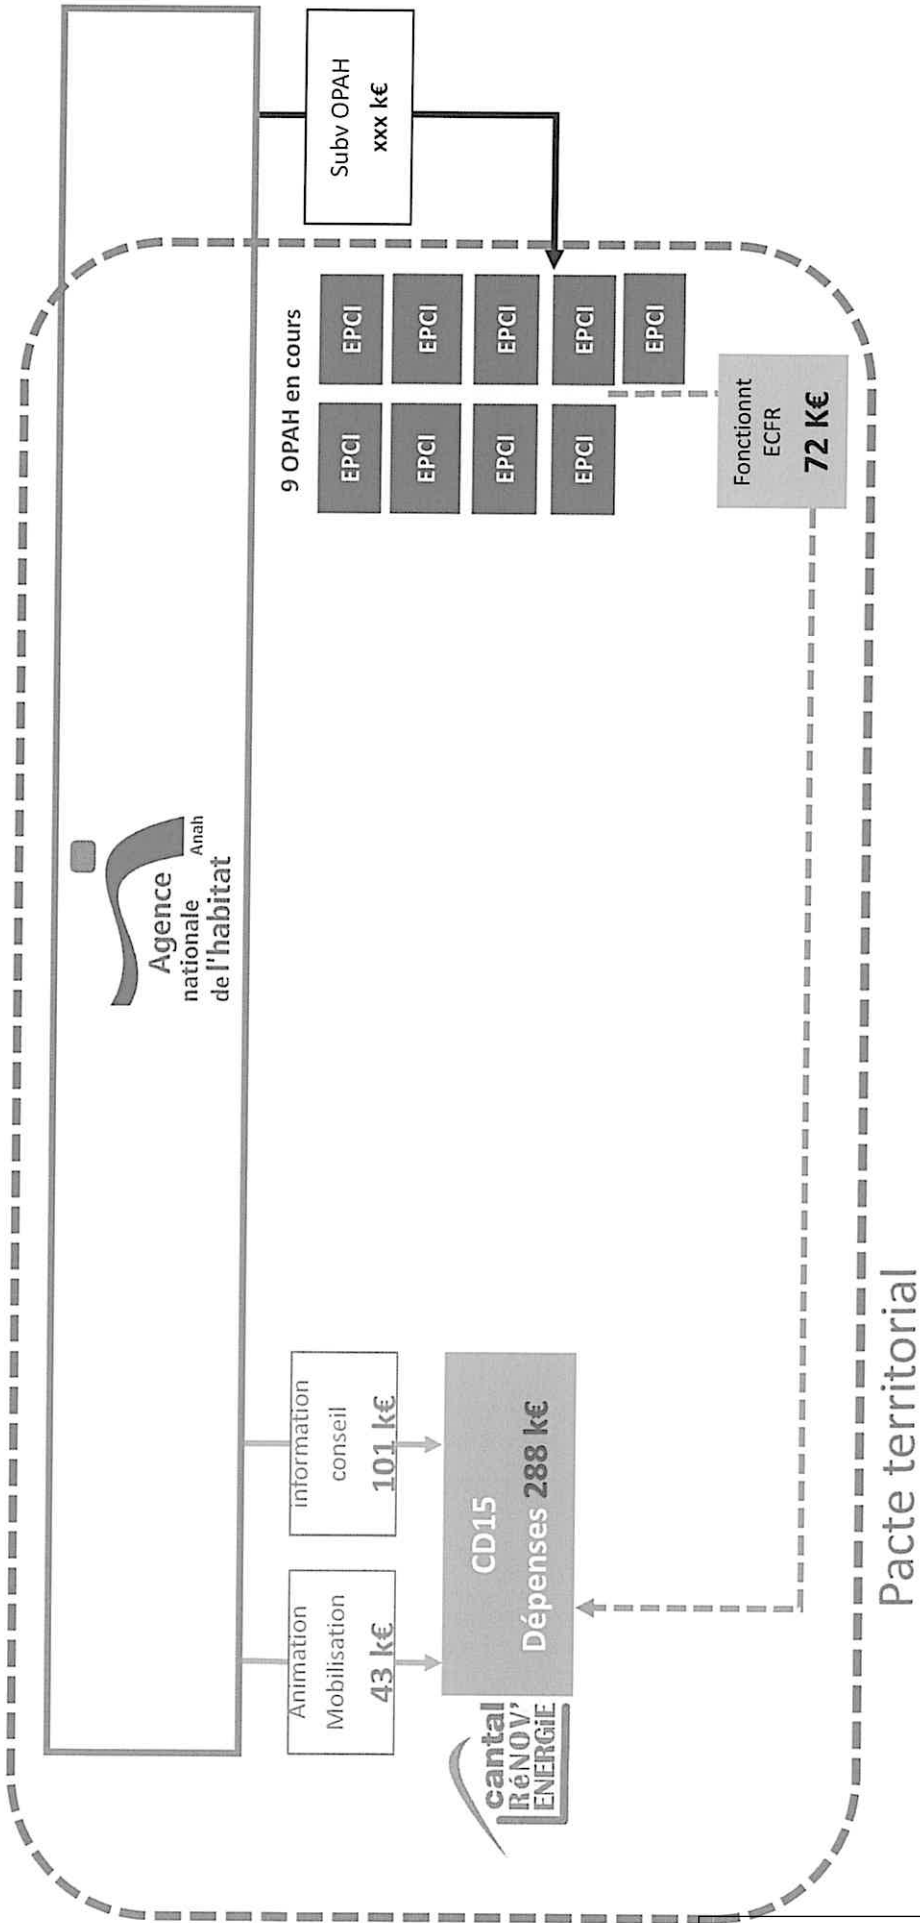 Agence
nationale
de l'habitat
Anah
Animation
Mobilisation
43 k€
information
conseil
101 k€
Subv OPAH
xxx k€
cantal
RéNOV'
ENERGiE
CD15
Dépenses 288 k€
9 OPAH en cours
EPCI
EPCI
EPCI
EPCI
EPCI
EPCI
EPCI
EPCI
EPCI
Fonctionnt
ECFR
72 K€
Pacte territorial